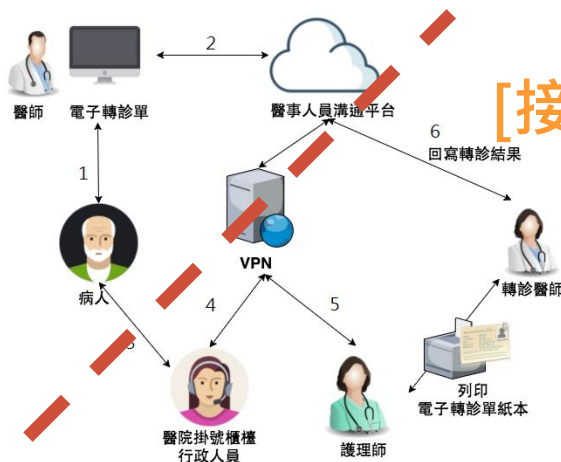 2
醫師
電子轉診單
醫事人員溝通平台
[接
6
回寫轉診結果
1
VPN
病人
轉診醫師
4
5
3
列印
電子轉診單紙本
醫院掛號櫃檯
行政人員
護理師